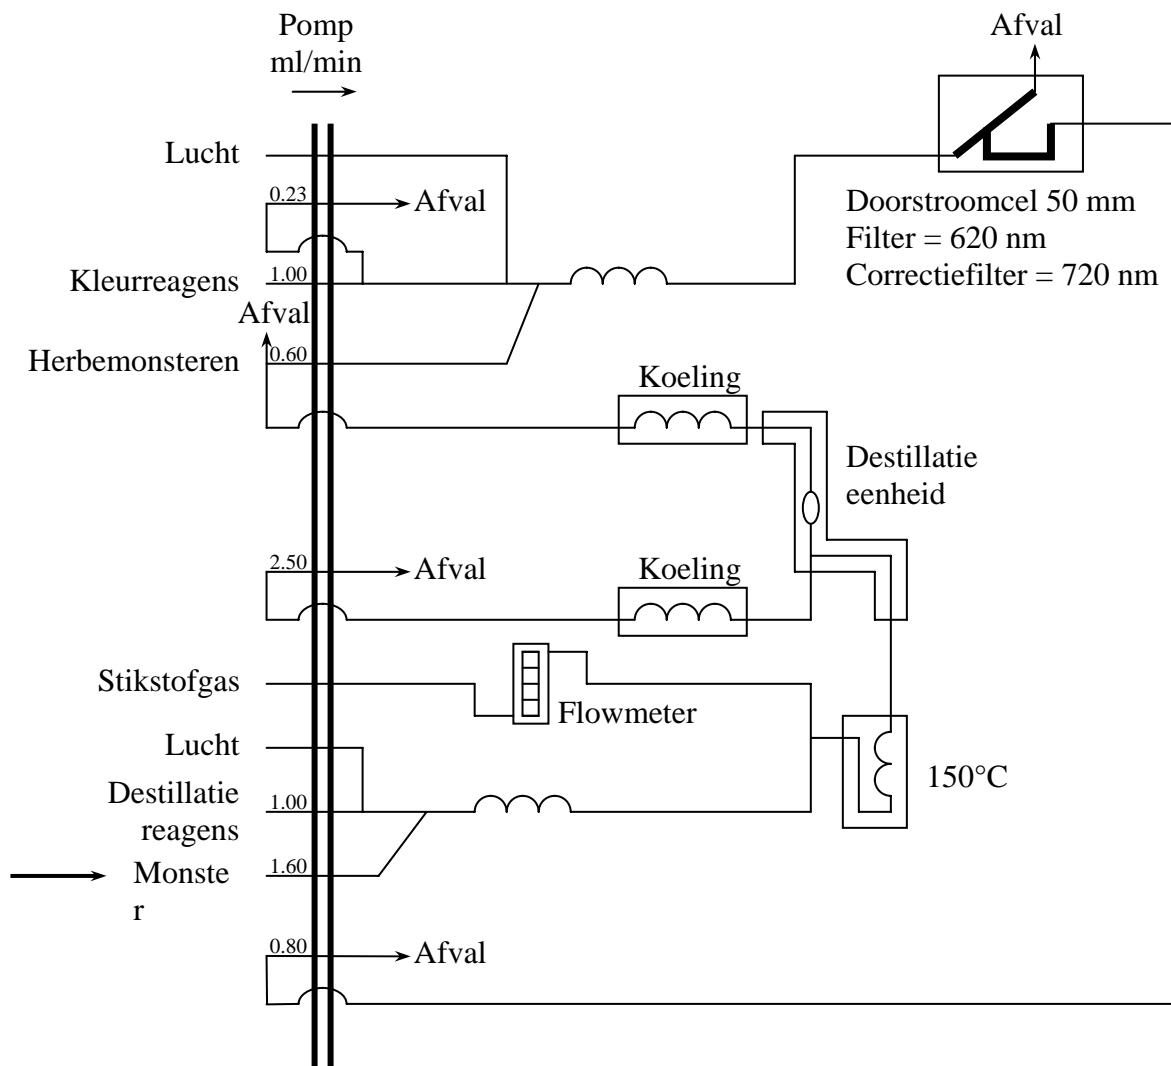 Pomp
ml/min
Afval
Lucht
0.23
Afval
Doorstroomcel 50 mm
Filter = 620 nm
Correctiefilter = 720 nm
Kleurreagens
1.00
Afval
Herbemonsteren
0.60
Koeling
Destillatie
eenheid
2.50
Afval
Koeling
Stikstofgas
Flowmeter
Lucht
150°C
Destillatie
reagens
1.00
Monste
r
1.60
0.80
Afval